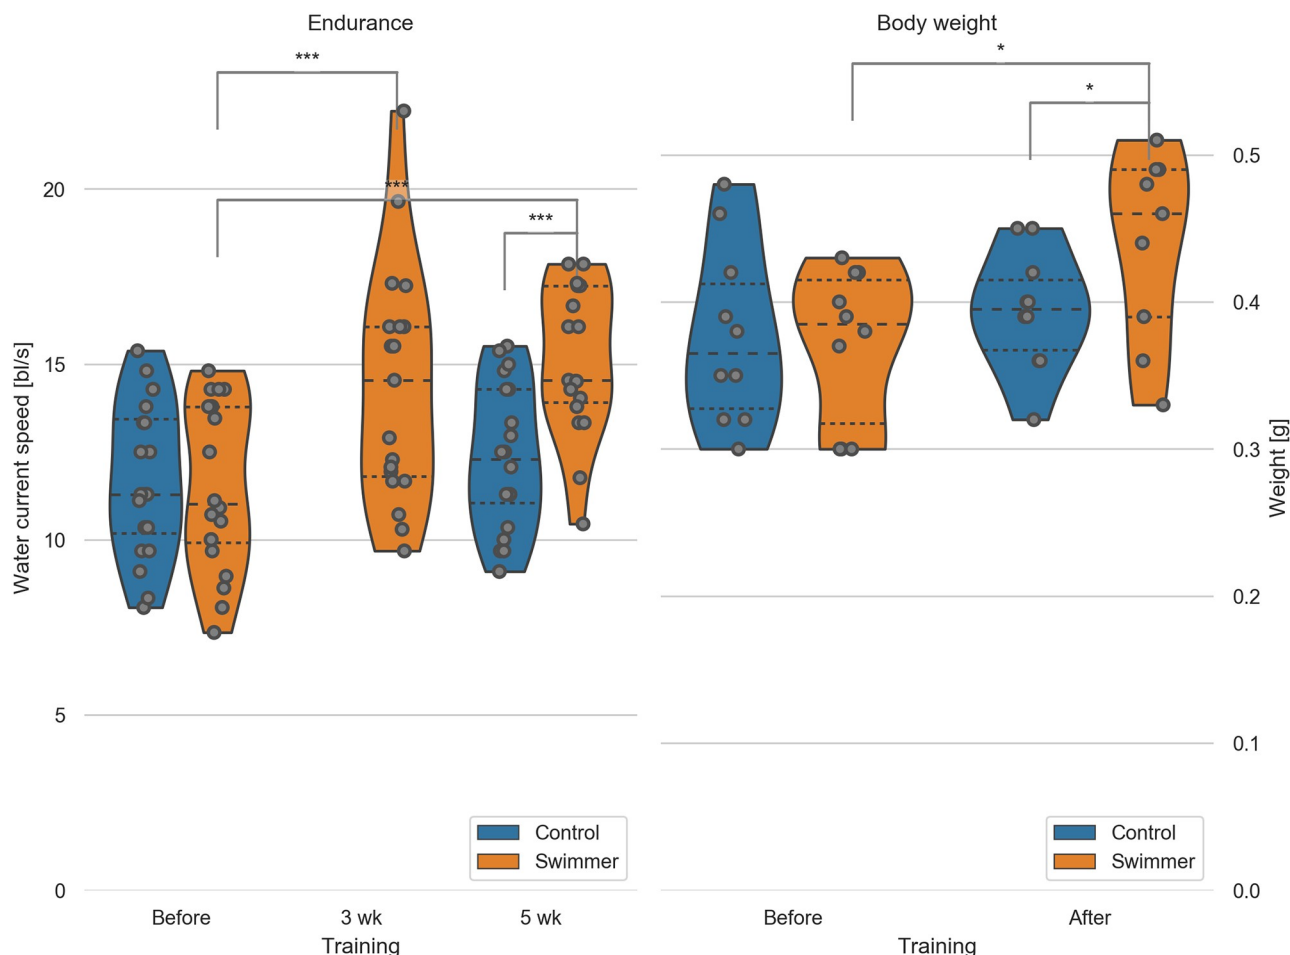 Endurance
Body weight
***
***
***
*
*
20
15
10
5
0
Water current speed [bl/s]
0.5
0.4
0.3
0.2
0.1
0.0
Weight [g]
Control
Swimmer
Control
Swimmer
Before
3 wk
5 wk
Before
After
Training
Training